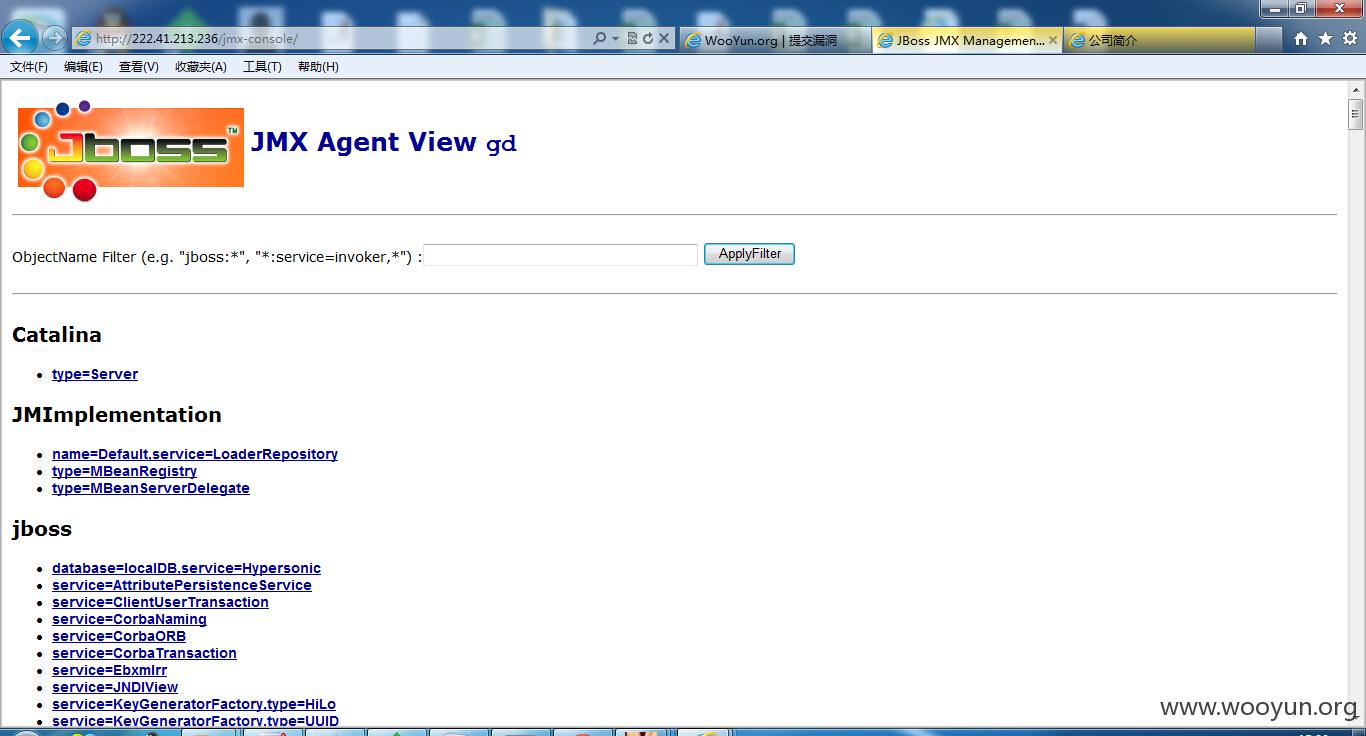 http://222.41.213.236/jmx-console/
WooYun.org | 提交漏洞
JBoss JMX Managemen...
公司简介
文件(F) 编辑(E) 查看(V) 收藏夹(A) 工具(T) 帮助(H)
Jboss TM
JMX Agent View gd
ObjectName Filter (e.g. "jboss:*", "*:service=invoker,*") : ApplyFilter
Catalina
type=Server
JMImplementation
name=Default,service=LoaderRepository
type=MBeanRegistry
type=MBeanServerDelegate
jboss
database=localDB,service=Hypersonic
service=AttributePersistenceService
service=ClientUserTransaction
service=CorbaNaming
service=CorbaORB
service=CorbaTransaction
service=Ebxmlrr
service=JNDIView
service=KeyGeneratorFactory,type=HiLo
service=KeyGeneratorFactory,type=UUID
www.wooyun.org